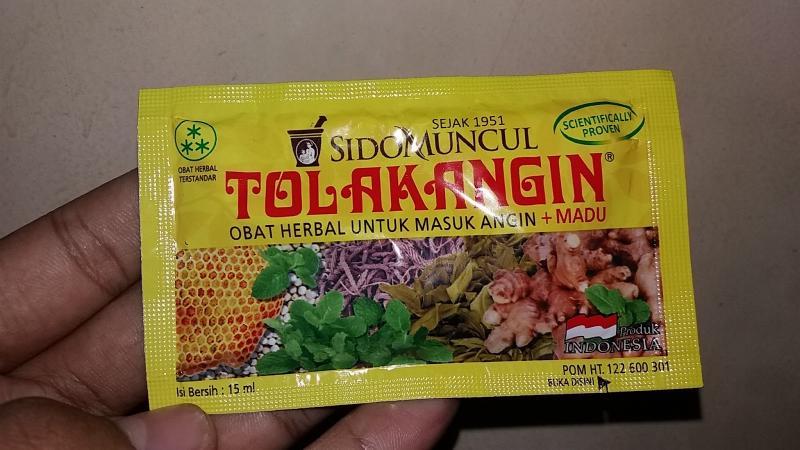 SEJAK 1951
SIDOMUNCUL
SCIENTIFICALLY
PROVEN
OBAT HERBAL
TERSTANDAR
TOLAKANGIN®
OBAT HERBAL UNTUK MASUK ANGIN + MADU
Produk
INDONESIA
Isi Bersih : 15 ml
POM HT. 122 600 301
BUKA DISINI